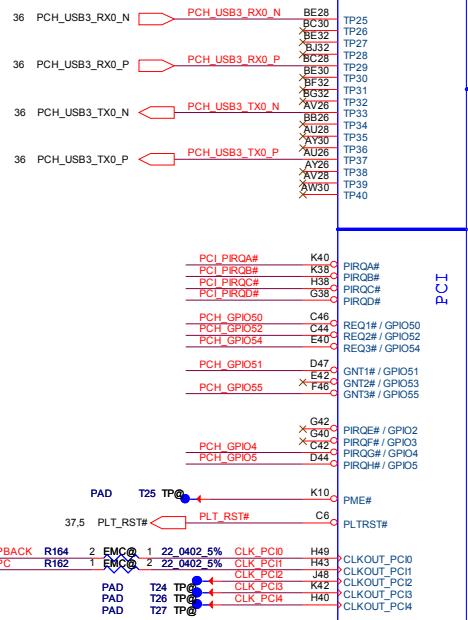 36 PCH_USB3_RX0_N PCH_USB3_RX0_N BE28 TP25
BC30 TP26
BE32 TP27
BJ32 TP28
36 PCH_USB3_RX0_P PCH_USB3_RX0_P BC28 TP29
BE30 TP30
BF32 TP31
BG32 TP32
36 PCH_USB3_TX0_N PCH_USB3_TX0_N AV26 TP33
BB26 TP34
AU28 TP35
AY30 TP36
36 PCH_USB3_TX0_P PCH_USB3_TX0_P AU26 TP37
AY26 TP38
AV28 TP39
AW30 TP40
PCI
PCI_PIRQA# K40 PIRQA#
PCI_PIRQB# K38 PIRQB#
PCI_PIRQC# H38 PIRQC#
PCI_PIRQD# G38 PIRQD#
PCH_GPIO50 C46 REQ1# / GPIO50
PCH_GPIO52 C44 REQ2# / GPIO52
PCH_GPIO54 E40 REQ3# / GPIO54
PCH_GPIO51 D47 GNT1# / GPIO51
E42 GNT2# / GPIO53
PCH_GPIO55 F46 GNT3# / GPIO55
G42 PIRQE# / GPIO2
G40 PIRQF# / GPIO3
PCH_GPIO4 C42 PIRQG# / GPIO4
PCH_GPIO5 D44 PIRQH# / GPIO5
PAD T25 TP@ K10 PME#
37,5 PLT_RST# PLT_RST# C6 PLTRST#
PBACK R164 2 EMC@ 1 22_0402_5% CLK_PCI0 H49 CLKOUT_PCI0
PC R162 1 EMC@ 2 22_0402_5% CLK_PCI1 H43 CLKOUT_PCI1
PAD T24 TP@ CLK_PCI2 J48 CLKOUT_PCI2
PAD T26 TP@ CLK_PCI3 K42 CLKOUT_PCI3
PAD T27 TP@ CLK_PCI4 H40 CLKOUT_PCI4